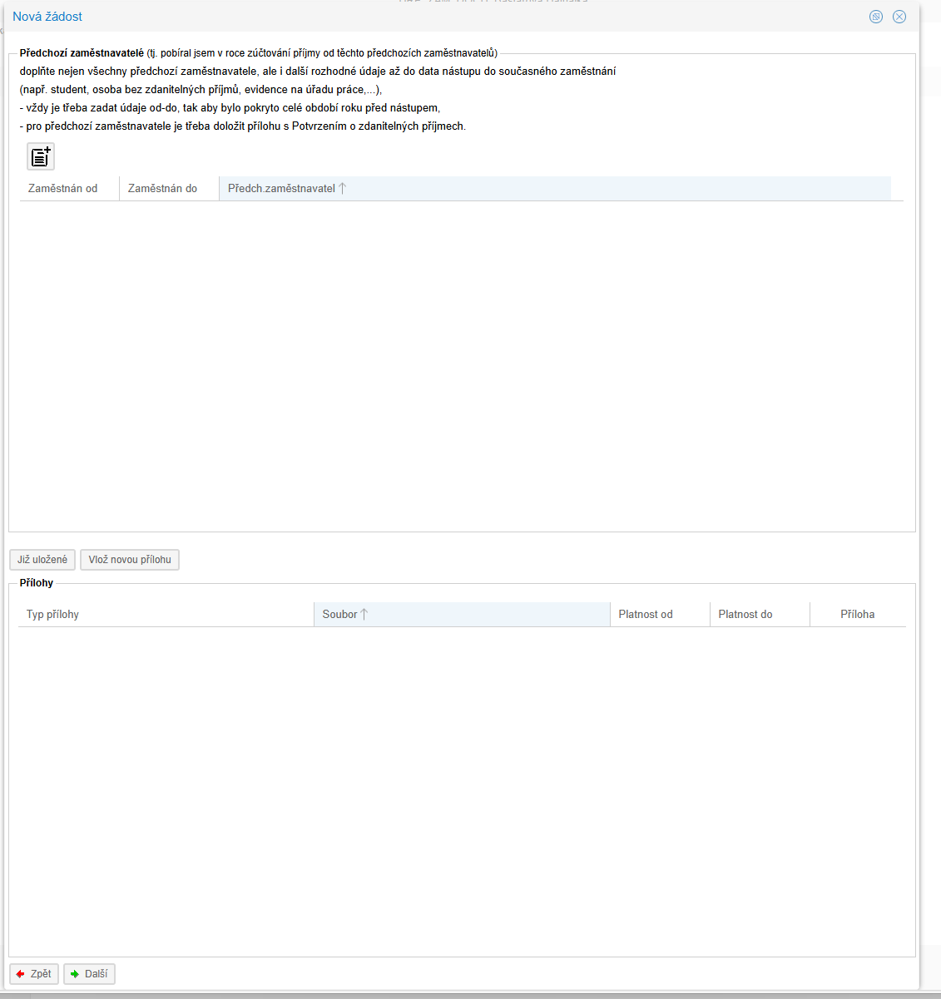 Nová žádost
Předchozí zaměstnavatelé (tj. pobíral jsem v roce zúčtování příjmy od těchto předchozích zaměstnavatelů)
doplňte nejen všechny předchozí zaměstnavatele, ale i další rozhodné údaje až do data nástupu do současného zaměstnání
(např. student, osoba bez zdanitelných příjmů, evidence na úřadu práce,...),
- vždy je třeba zadat údaje od-do, tak aby bylo pokryto celé období roku před nástupem,
- pro předchozí zaměstnavatele je třeba doložit přílohu s Potvrzením o zdanitelných příjmech.
Zaměstnán od Zaměstnán do Předch.zaměstnavatel
Již uložené Vlož novou přílohu
Přílohy
Typ přílohy Soubor Platnost od Platnost do Příloha
Zpět Další